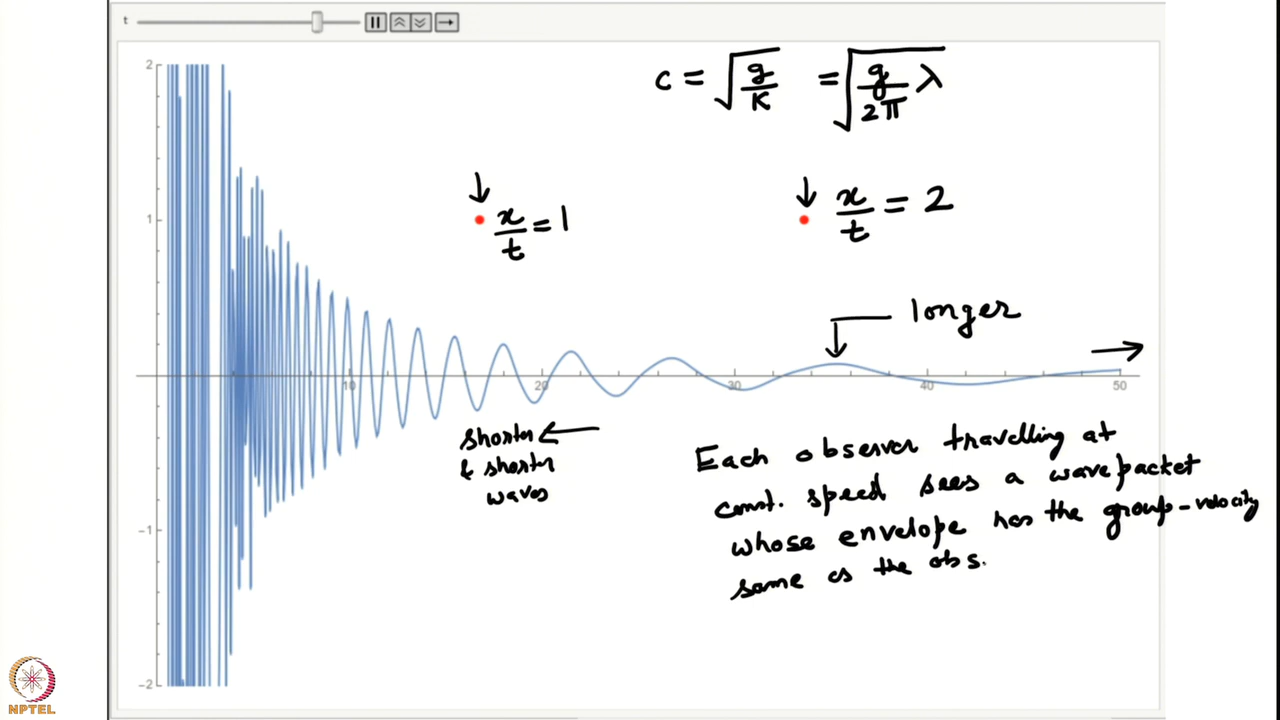 t
2
1
-1
-2
10
20
30
40
50
c = √(g/K) = √(g/2π λ)
↓ x/t = 1
↓ x/t = 2
longer
shorter
& shorter
waves
Each observer travelling at
const. speed sees a wavepacket
whose envelope has the group-velocity
same as the obs.
NPTEL